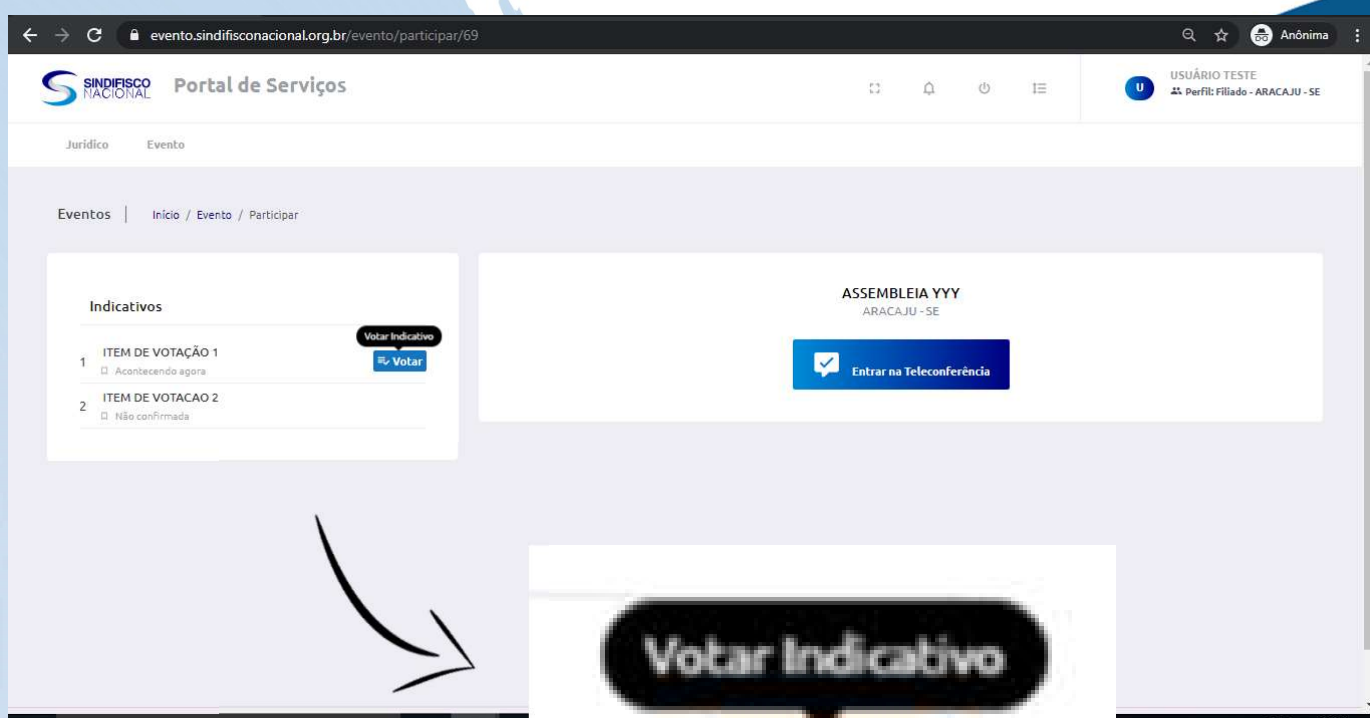 evento.sindifisconacional.org.br/evento/participar/69
Anônima
SINDIFISCO
NACIONAL
Portal de Serviços
U
USUÁRIO TESTE
Perfil: Filiado - ARACAJU - SE
Jurídico Evento
Eventos | Início / Evento / Participar
Indicativos
Votar Indicativo
1 ITEM DE VOTAÇÃO 1
Acontecendo agora
Votar
2 ITEM DE VOTACAO 2
Não confirmada
ASSEMBLEIA YYY
ARACAJU - SE
Entrar na Teleconferência
Votar Indicativo